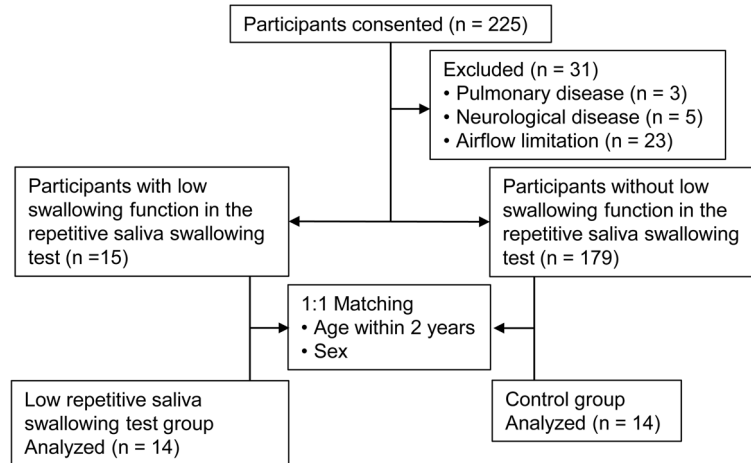 Participants consented (n = 225)
Excluded (n = 31)
• Pulmonary disease (n = 3)
• Neurological disease (n = 5)
• Airflow limitation (n = 23)
Participants with low
swallowing function in the
repetitive saliva swallowing
test (n =15)
Participants without low
swallowing function in the
repetitive saliva swallowing
test (n = 179)
1:1 Matching
• Age within 2 years
• Sex
Low repetitive saliva
swallowing test group
Analyzed (n = 14)
Control group
Analyzed (n = 14)